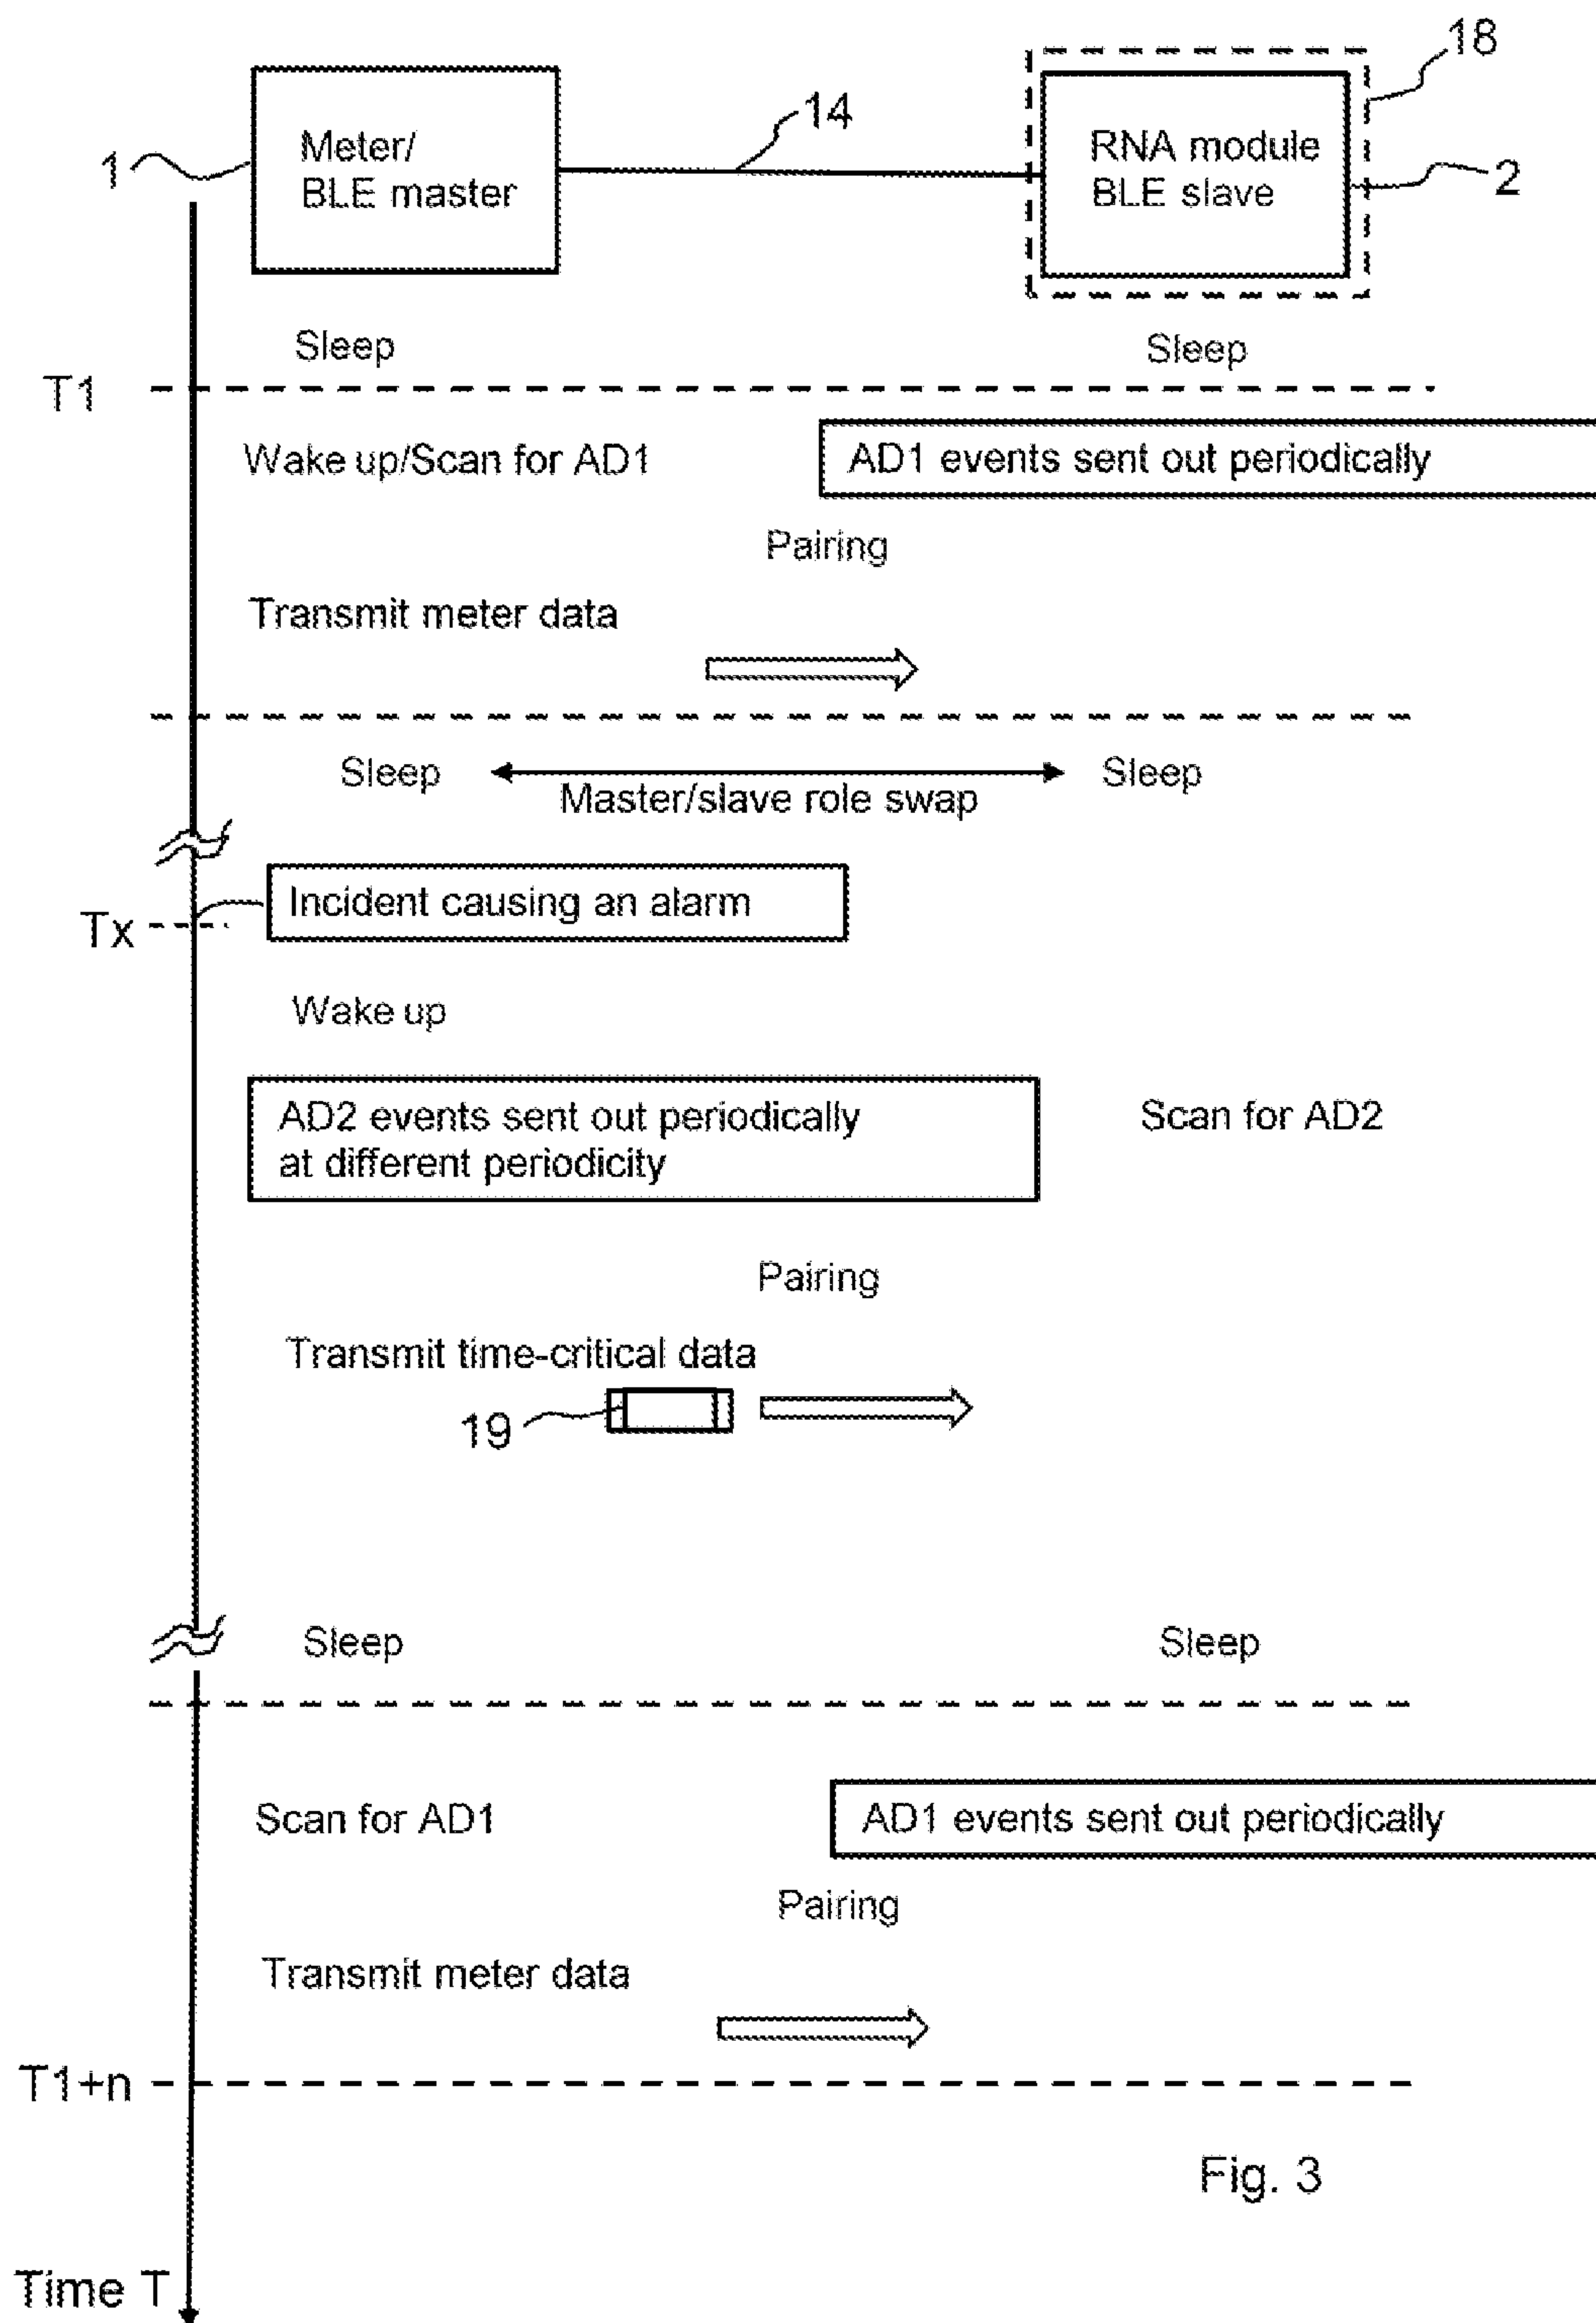 18
Meter/
BLE master
14
RNA module
BLE slave
1
2
Sleep
Sleep
T1
Wake up/Scan for AD1
AD1 events sent out periodically
Pairing
Transmit meter data
Sleep
Sleep
Master/slave role swap
Incident causing an alarm
Tx
Wake up
AD2 events sent out periodically
at different periodicity
Scan for AD2
Pairing
Transmit time-critical data
19
Sleep
Sleep
Scan for AD1
AD1 events sent out periodically
Pairing
Transmit meter data
T1+n
Fig. 3
Time T